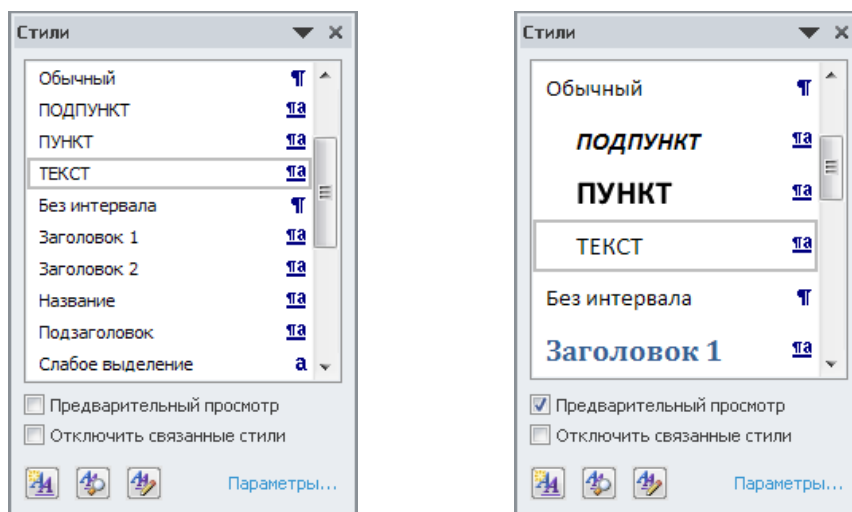 Стили
Обычный ¶
ПОДПУНКТ ¶a
ПУНКТ ¶a
ТЕКСТ ¶a
Без интервала ¶
Заголовок 1 ¶a
Заголовок 2 ¶a
Название ¶a
Подзаголовок ¶a
Слабое выделение a
Предварительный просмотр
Отключить связанные стили
Параметры...
Стили
Обычный ¶
ПОДПУНКТ ¶a
ПУНКТ ¶a
ТЕКСТ ¶a
Без интервала ¶
Заголовок 1 ¶a
Предварительный просмотр
Отключить связанные стили
Параметры...